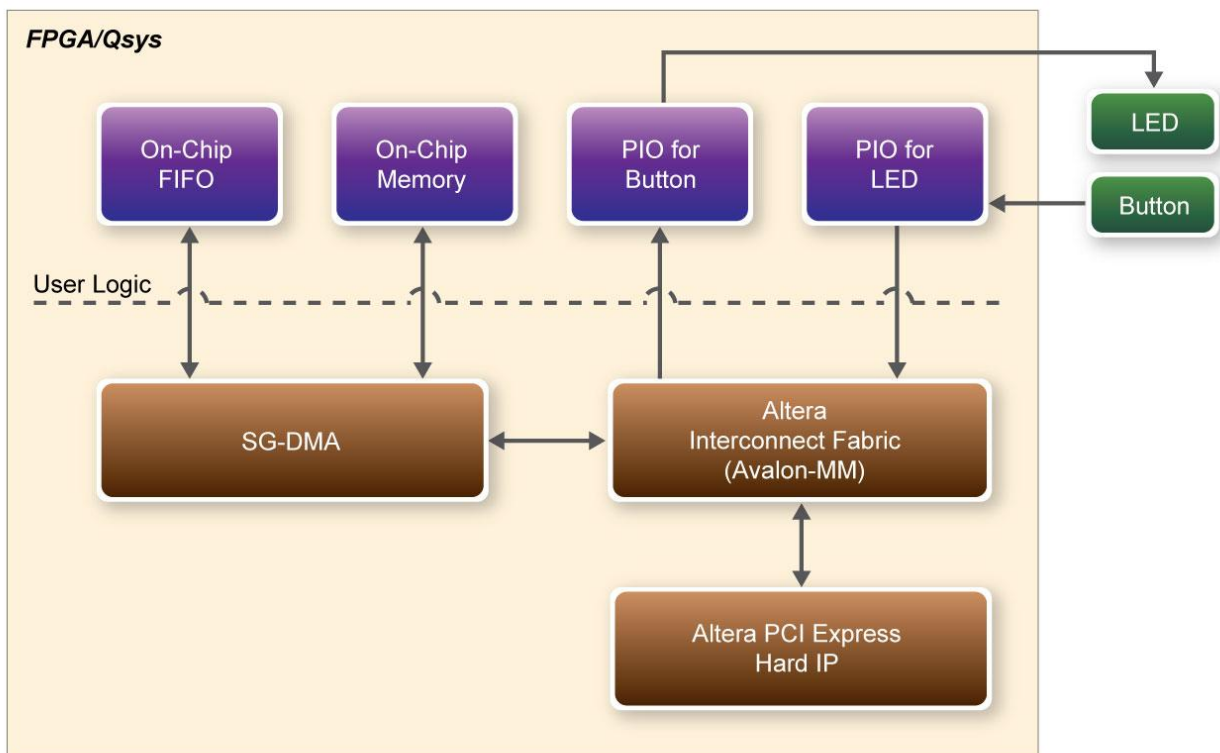 FPGA/Qsys
On-Chip
FIFO
On-Chip
Memory
PIO for
Button
PIO for
LED
LED
Button
User Logic
SG-DMA
Altera
Interconnect Fabric
(Avalon-MM)
Altera PCI Express
Hard IP